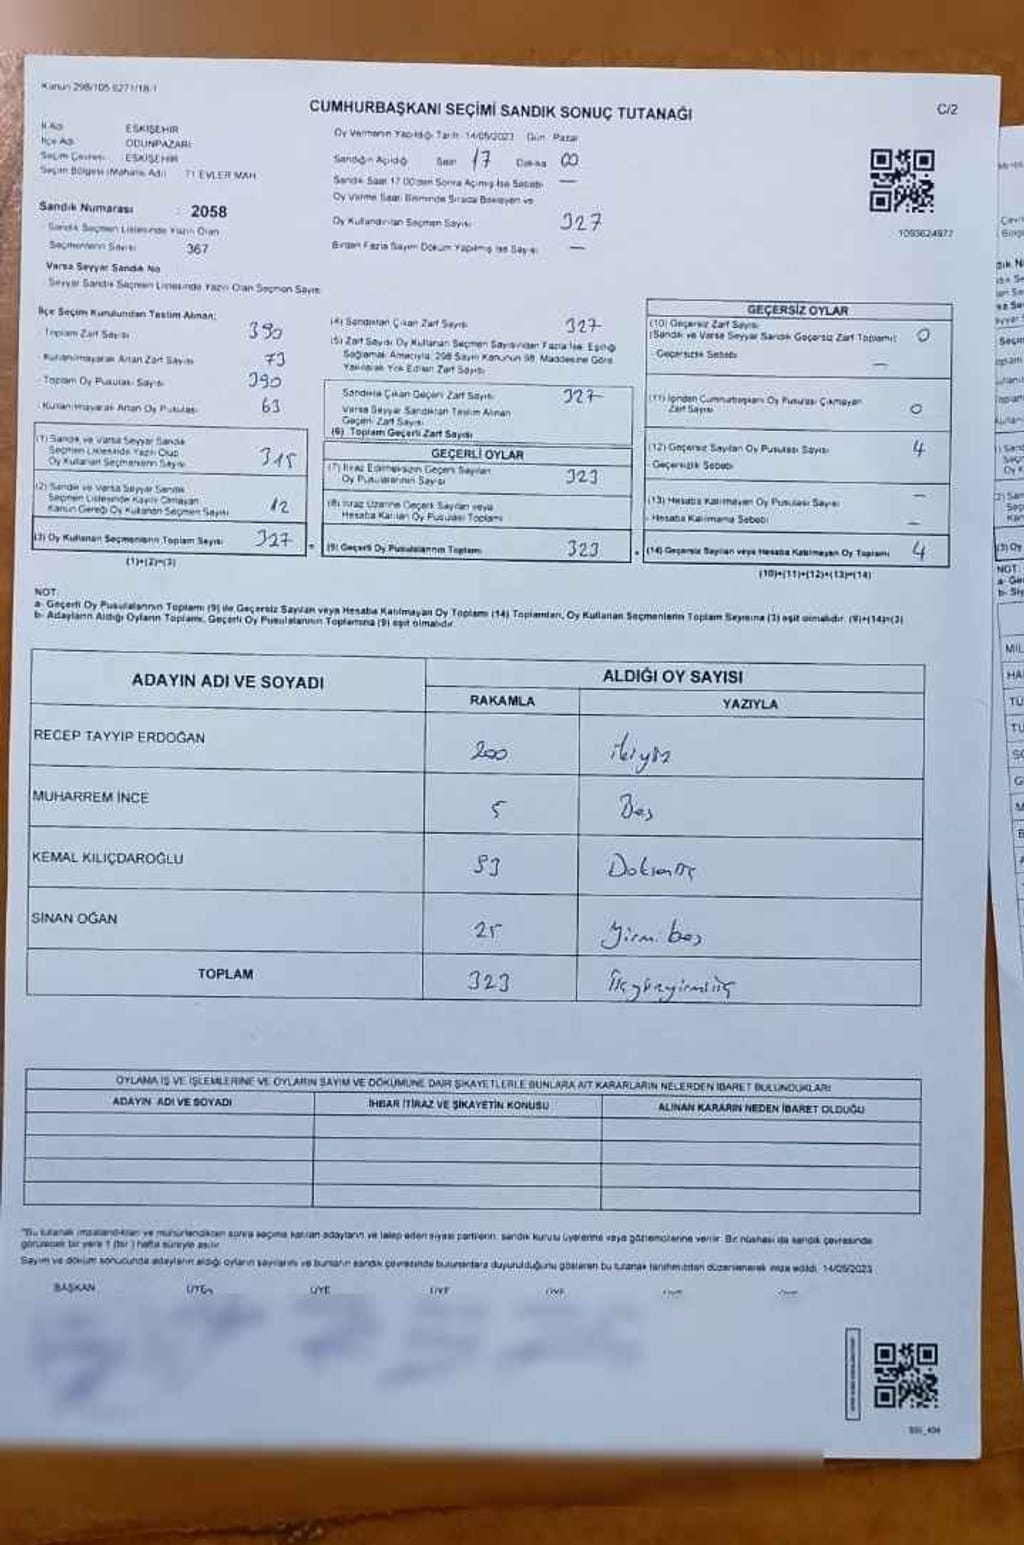 Kanun 298/105 6271/18-1
CUMHURBAŞKANI SEÇİMİ SANDIK SONUÇ TUTANAĞI
C/2
İl Adı ESKİŞEHİR
İlçe Adı ODUNPAZARI
Seçim Çevresi ESKİŞEHİR
Seçim Bölgesi (Mahalle Adı) 71 EVLER MAH.
Sandık Numarası : 2058
Sandık Seçmen Listesinde Yazılı Olan
Seçmenlerin Sayısı 367
Varsa Seyyar Sandık No
Seyyar Sandık Seçmen Listesinde Yazılı Olan Seçmen Sayısı
Oy Vermenin Yapıldığı Tarih 14/05/2023 Gün Pazar
Sandığın Açıldığı Saat 17 Dakika 00
Sandık Saat 17.00'den Sonra Açılmış İse Sebebi —
Oy Verme Saati Bitiminde Sırada Bekleyen ve
Oy Kullandırılan Seçmen Sayısı 327
Birden Fazla Sayım Döküm Yapılmış İse Sayısı —
1093624977
İlçe Seçim Kurulundan Teslim Alınan:
Toplam Zarf Sayısı 390
Kullanılmayarak Artan Zarf Sayısı 73
Toplam Oy Pusulası Sayısı 390
Kullanılmayarak Artan Oy Pusulası 63
(1) Sandık ve Varsa Seyyar Sandık
Seçmen Listesinde Yazılı Olup
Oy Kullanan Seçmenlerin Sayısı 315
(2) Sandık ve Varsa Seyyar Sandık
Seçmen Listesinde Kayıtlı Olmayan
Kanun Gereği Oy Kullanan Seçmen Sayısı 12
(3) Oy Kullanan Seçmenlerin Toplam Sayısı 327
(1)+(2)=(3)
(4) Sandıktan Çıkan Zarf Sayısı 327
(5) Zarf Sayısı Oy Kullanan Seçmen Sayısından Fazla İse, Eşitliği
Sağlamak Amacıyla, 298 Sayılı Kanunun 98. Maddesine Göre
Yakılarak Yok Edilen Zarf Sayısı
Sandıkta Çıkan Geçerli Zarf Sayısı 327
Varsa Seyyar Sandıktan Teslim Alınan
Geçerli Zarf Sayısı
(6) Toplam Geçerli Zarf Sayısı
GEÇERLİ OYLAR
(7) İtiraz Edilmeksizin Geçerli Sayılan
Oy Pusulalarının Sayısı 323
(8) İtiraz Üzerine Geçerli Sayılan veya
Hesaba Katılan Oy Pusulası Toplamı
(9) Geçerli Oy Pusulalarının Toplamı 323
GEÇERSİZ OYLAR
(10) Geçersiz Zarf Sayısı
(Sandık ve Varsa Seyyar Sandık Geçersiz Zarf Toplamı) 0
Geçersizlik Sebebi —
(11) İçinden Cumhurbaşkanı Oy Pusulası Çıkmayan
Zarf Sayısı 0
(12) Geçersiz Sayılan Oy Pusulası Sayısı 4
Geçersizlik Sebebi
(13) Hesaba Katılmayan Oy Pusulası Sayısı —
Hesaba Katılmama Sebebi —
(14) Geçersiz Sayılan veya Hesaba Katılmayan Oy Toplamı 4
(10)+(11)+(12)+(13)=(14)
NOT:
a- Geçerli Oy Pusulalarının Toplamı (9) ile Geçersiz Sayılan veya Hesaba Katılmayan Oy Toplamı (14) Toplamları, Oy Kullanan Seçmenlerin Toplam Sayısına (3) eşit olmalıdır. (9)+(14)=(3)
b- Adayların Aldığı Oyların Toplamı, Geçerli Oy Pusulalarının Toplamına (9) eşit olmalıdır.
ADAYIN ADI VE SOYADI
ALDIĞI OY SAYISI
RAKAMLA YAZIYLA
RECEP TAYYİP ERDOĞAN 200 ikiyüz
MUHARREM İNCE 5 Beş
KEMAL KILIÇDAROĞLU 93 Doksanüç
SİNAN OĞAN 25 Yirmi beş
TOPLAM 323 Üçyüzyirmiüç
OYLAMA İŞ VE İŞLEMLERİNE VE OYLARIN SAYIM VE DÖKÜMÜNE DAİR ŞİKAYETLERLE BUNLARA AİT KARARLARIN NELERDEN İBARET BULUNDUKLARI
ADAYIN ADI VE SOYADI İHBAR İTİRAZ VE ŞİKAYETİN KONUSU ALINAN KARARIN NEDEN İBARET OLDUĞU
*Bu tutanak imzalandıktan ve mühürlendikten sonra seçime katılan adayların ve talep eden siyasi partilerin, sandık kurulu üyelerine veya gözlemcilerine verilir. Bir nüshası da sandık çevresinde
görülecek bir yere 1 (bir) hafta süreyle asılır.
Sayım ve döküm sonucunda adayların aldığı oyların sayılarını ve bunların sandık çevresinde bulunanlara duyurulduğunu gösteren bu tutanak tarafımızdan düzenlenerek imza edildi. 14/05/2023
BAŞKAN ÜYE ÜYE ÜYE ÜYE